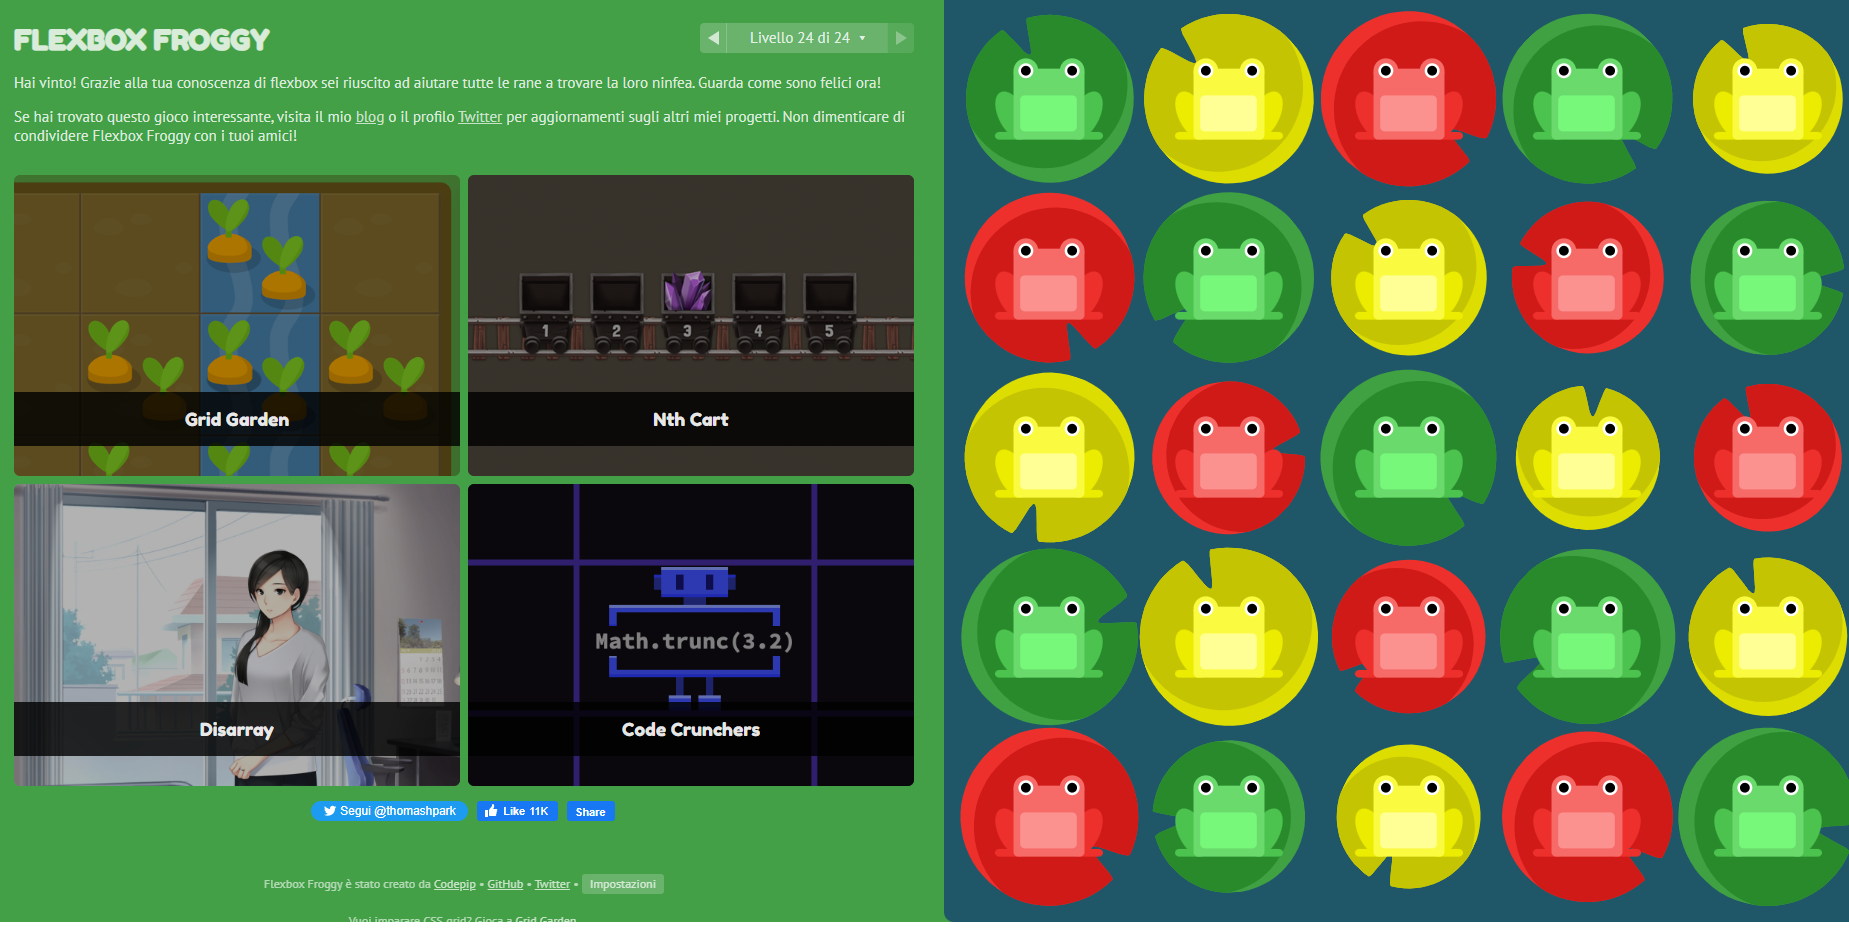 FLEXBOX FROGGY
Livello 24 di 24
Hai vinto! Grazie alla tua conoscenza di flexbox sei riuscito ad aiutare tutte le rane a trovare la loro ninfea. Guarda come sono felici ora!
Se hai trovato questo gioco interessante, visita il mio blog o il profilo Twitter per aggiornamenti sugli altri miei progetti. Non dimenticare di
condividere Flexbox Froggy con i tuoi amici!
1 2 3 4 5
Grid Garden
Nth Cart
Math.trunc(3.2)
Disarray
Code Crunchers
Segui @thomashpark
Like 11K
Share
Flexbox Froggy è stato creato da Codepip • GitHub • Twitter • Impostazioni
Vuoi imparare CSS grid? Gioca a Grid Garden